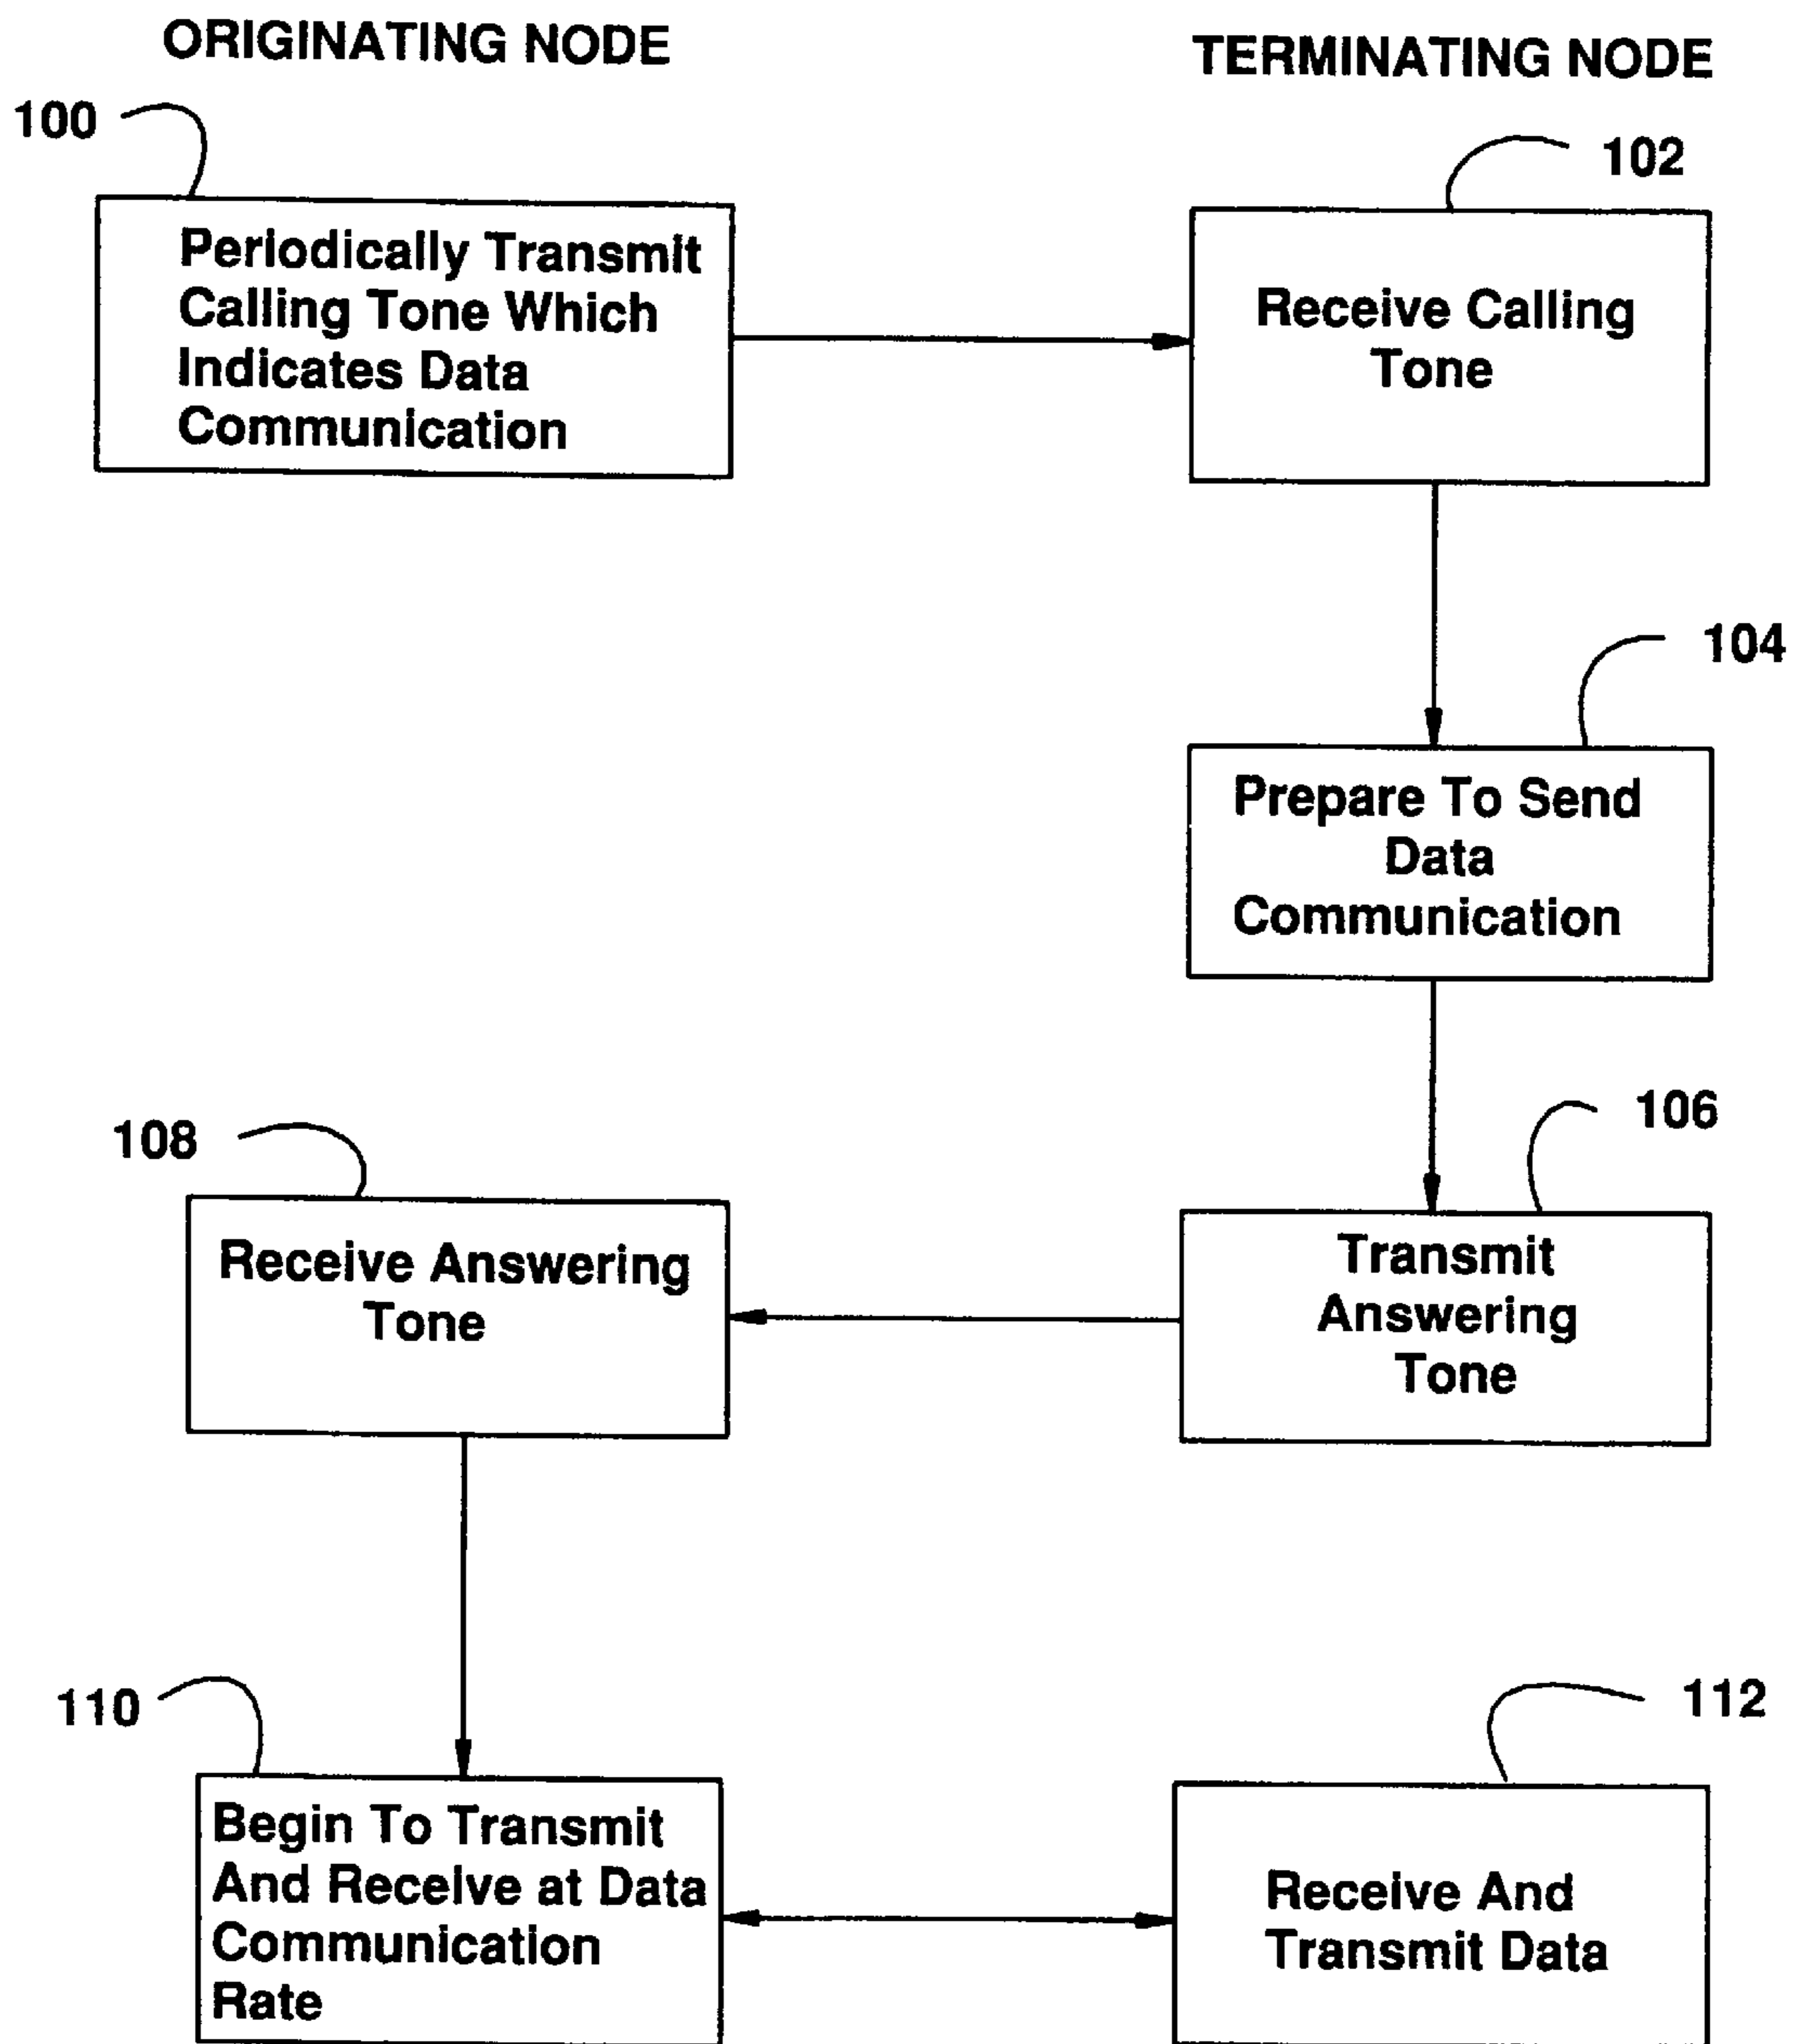 ORIGINATING NODE
TERMINATING NODE
100
102
Periodically Transmit
Calling Tone Which
Indicates Data
Communication
Receive Calling
Tone
104
Prepare To Send
Data
Communication
106
108
Receive Answering
Tone
Transmit
Answering
Tone
110
112
Begin To Transmit
And Receive at Data
Communication
Rate
Receive And
Transmit Data